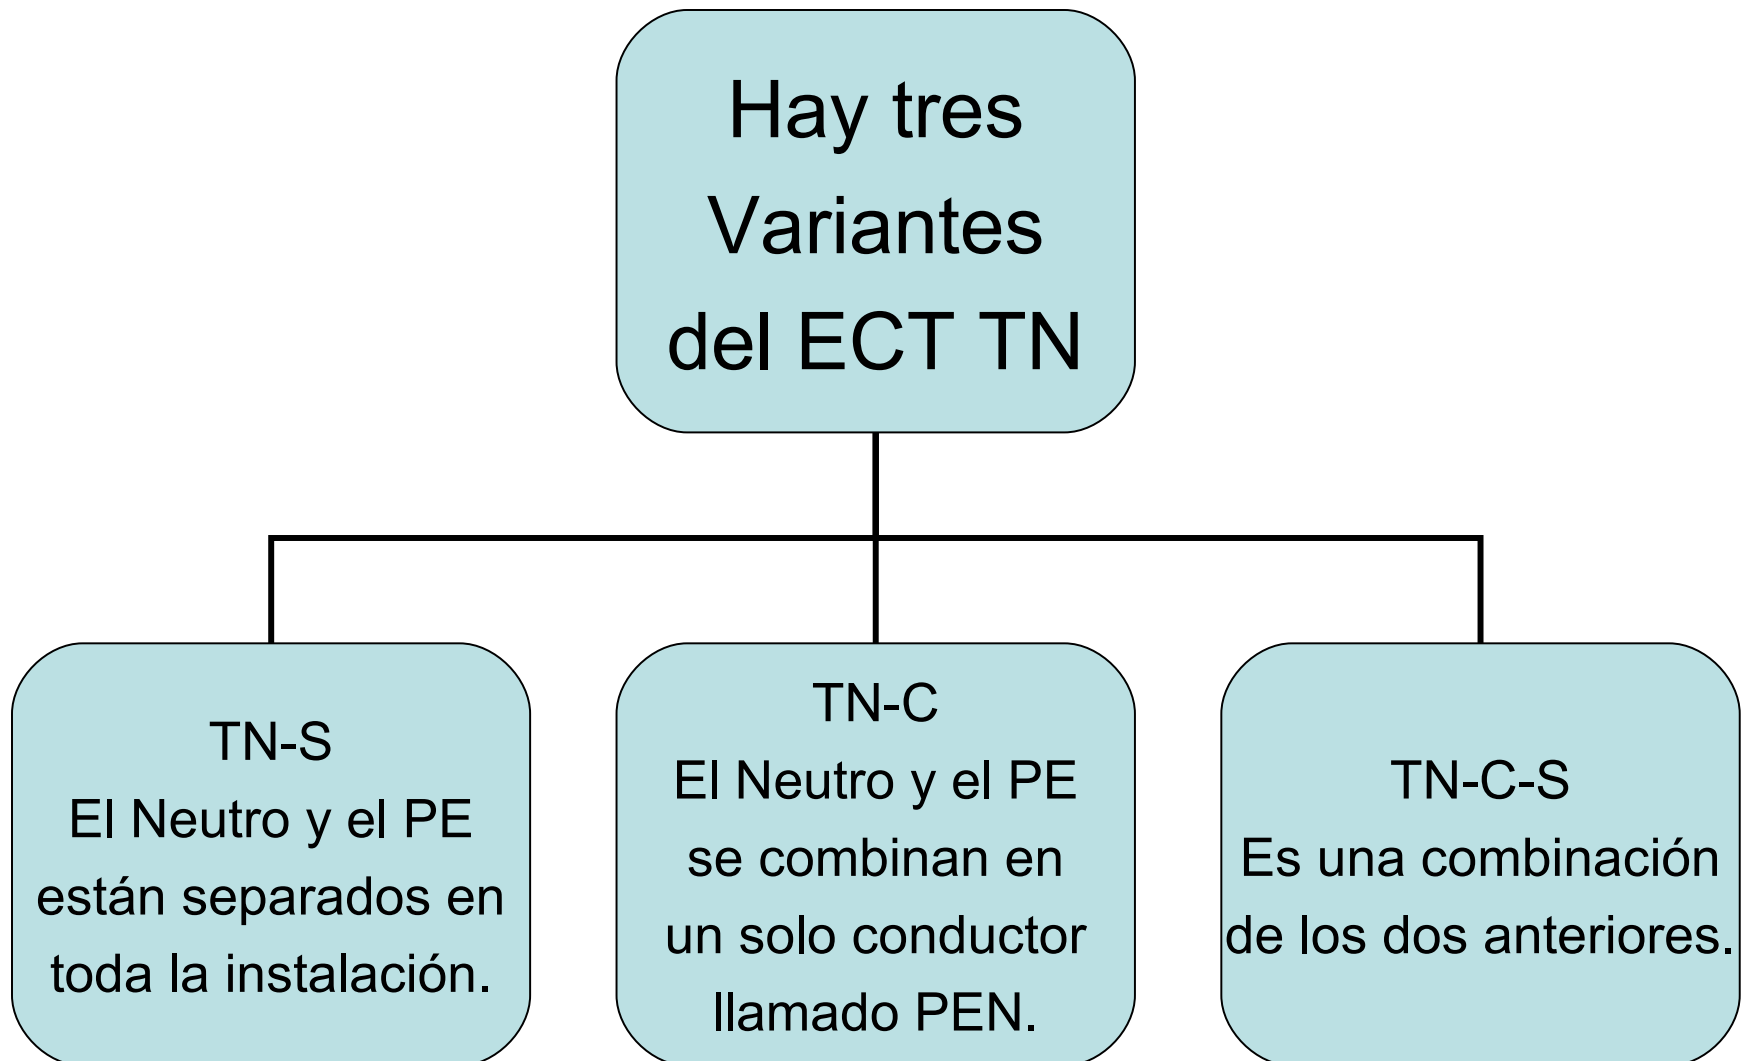 Hay tres
Variantes
del ECT TN
TN-S
El Neutro y el PE
están separados en
toda la instalación.
TN-C
El Neutro y el PE
se combinan en
un solo conductor
llamado PEN.
TN-C-S
Es una combinación
de los dos anteriores.